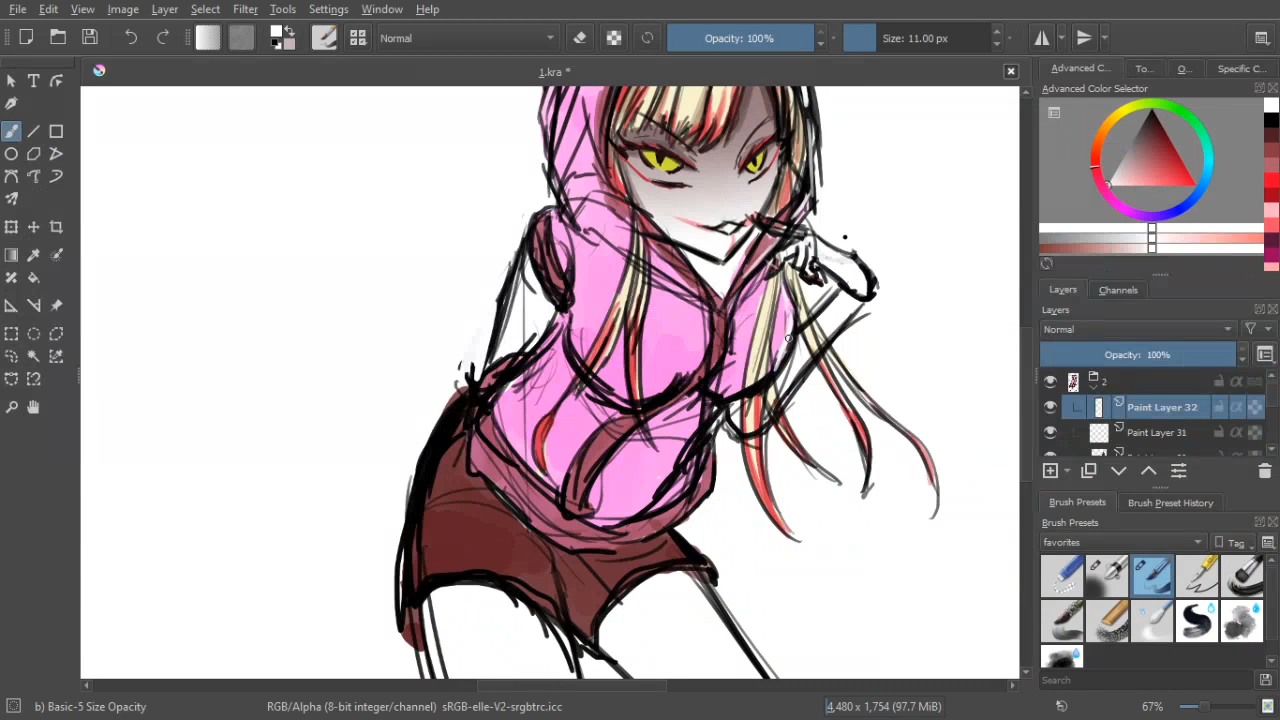 File Edit View Image Layer Select Filter Tools Settings Window Help
Normal Opacity: 100% Size: 11.00 px
1.kra *
Advanced C... To... O... Specific C...
Advanced Color Selector
Layers Channels
Layers
Normal
Opacity: 100%
2
Paint Layer 32
Paint Layer 31
Brush Presets Brush Preset History
Brush Presets
favorites Tag
Search
b) Basic-5 Size Opacity RGB/Alpha (8-bit integer/channel) sRGB-elle-V2-srgbtrc.icc 4,480 x 1,754 (97.7 MiB) 67%